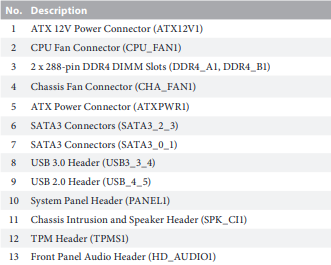 No. Description
1 ATX 12V Power Connector (ATX12V1)
2 CPU Fan Connector (CPU_FAN1)
3 2 x 288-pin DDR4 DIMM Slots (DDR4_A1, DDR4_B1)
4 Chassis Fan Connector (CHA_FAN1)
5 ATX Power Connector (ATXPWR1)
6 SATA3 Connectors (SATA3_2_3)
7 SATA3 Connectors (SATA3_0_1)
8 USB 3.0 Header (USB3_3_4)
9 USB 2.0 Header (USB_4_5)
10 System Panel Header (PANEL1)
11 Chassis Intrusion and Speaker Header (SPK_CI1)
12 TPM Header (TPMS1)
13 Front Panel Audio Header (HD_AUDIO1)